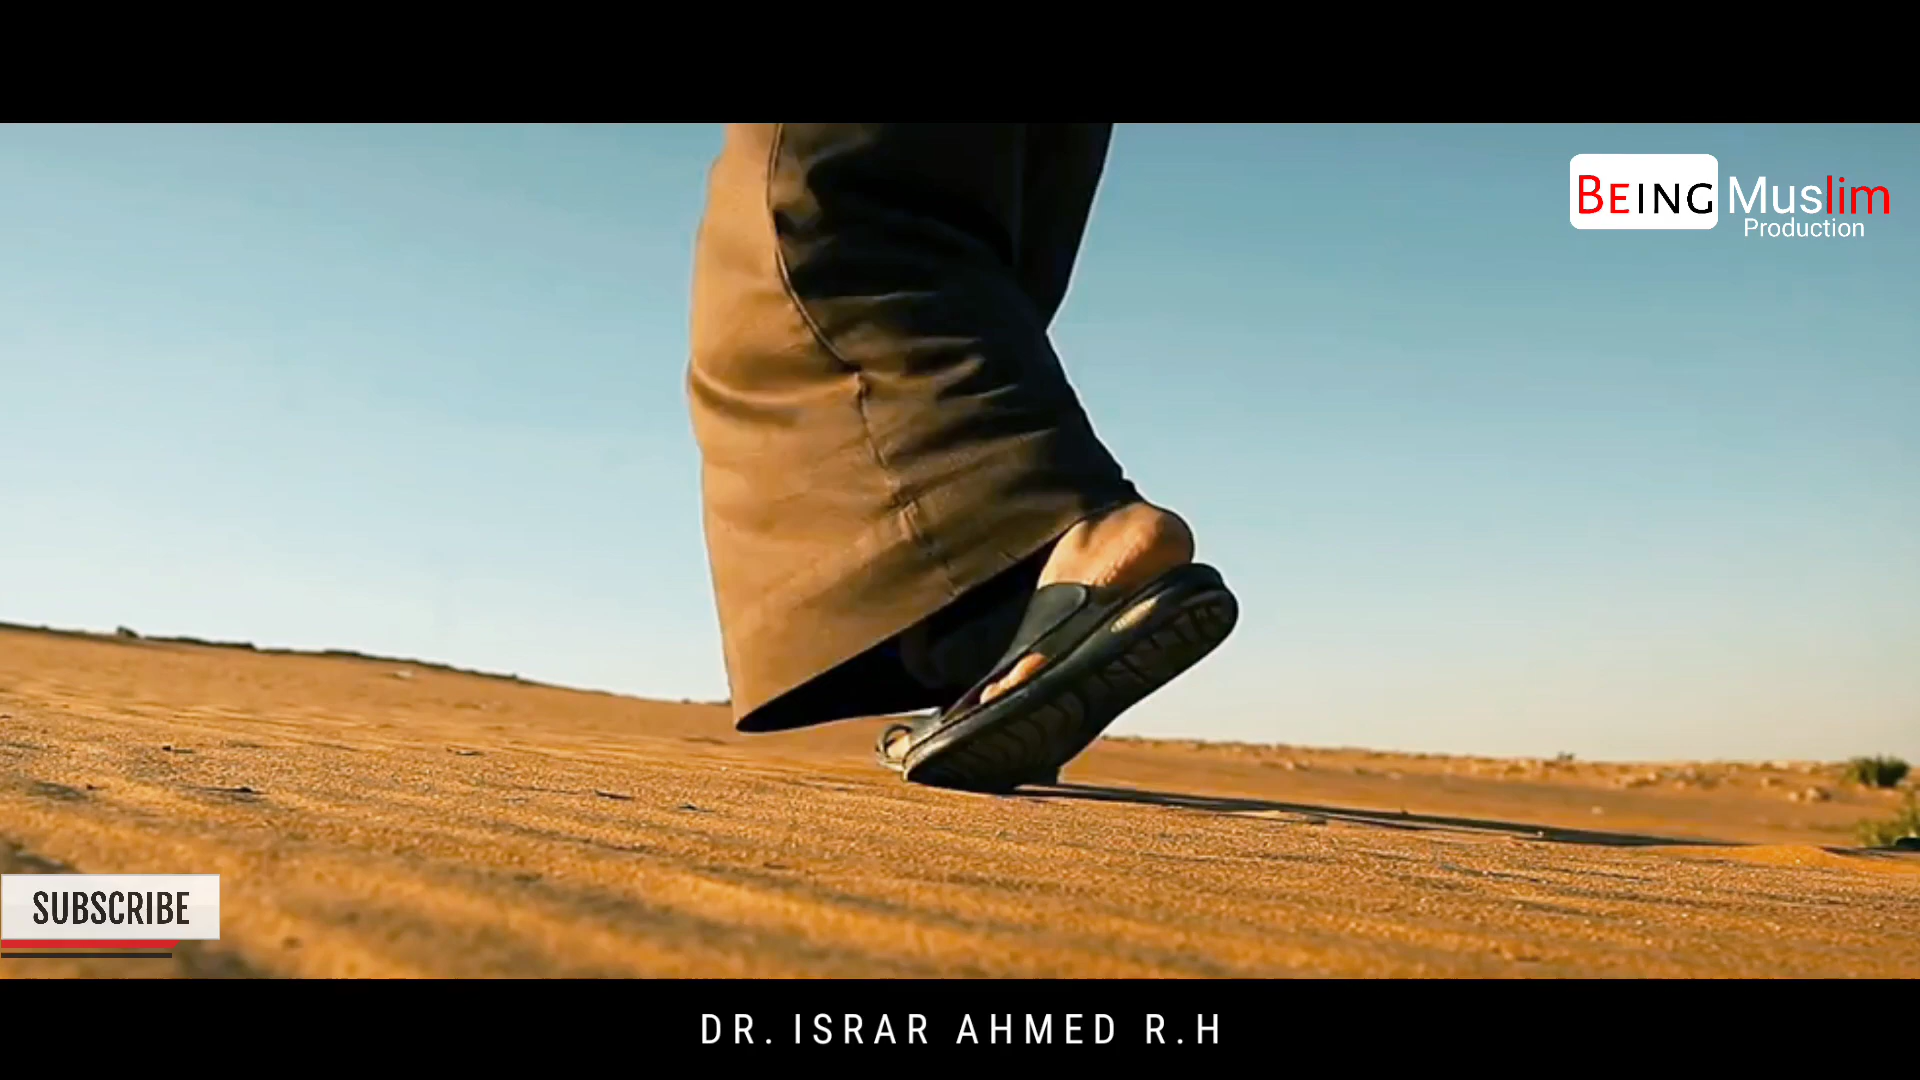 BEING Muslim
Production
SUBSCRIBE
DR. ISRAR AHMED R.H